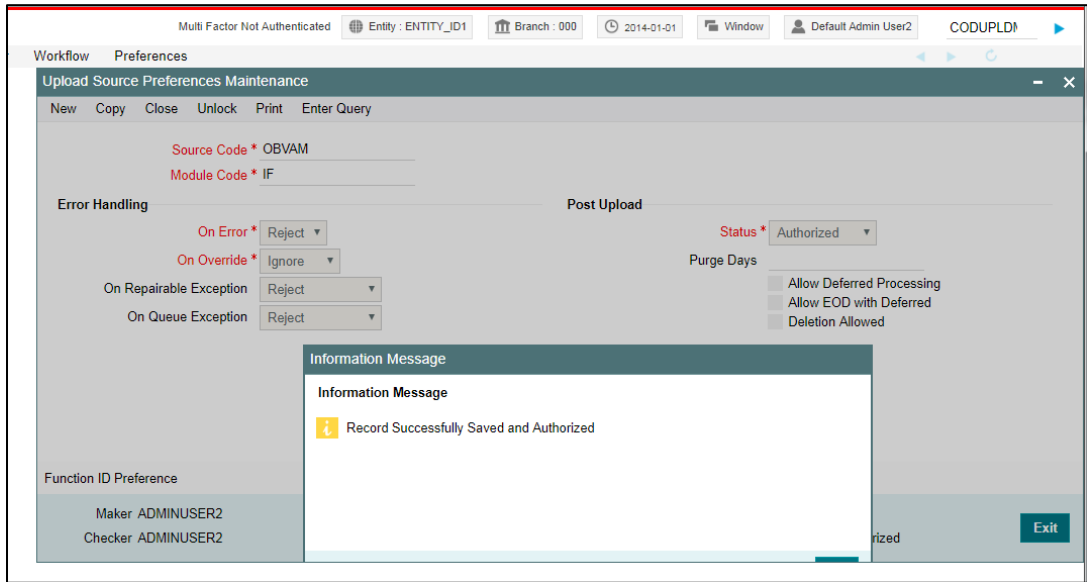 Multi Factor Not Authenticated Entity : ENTITY_ID1 Branch : 000 2014-01-01 Window Default Admin User2
Workflow Preferences
Upload Source Preferences Maintenance
New Copy Close Unlock Print Enter Query
Source Code * OBVAM
Module Code * IF
Error Handling Post Upload
On Error * Reject Status * Authorized
On Override * Ignore Purge Days
On Repairable Exception Reject Allow Deferred Processing
Allow EOD with Deferred
On Queue Exception Reject Deletion Allowed
Information Message
Information Message
Record Successfully Saved and Authorized
Function ID Preference
Maker ADMINUSER2
Checker ADMINUSER2
Exit